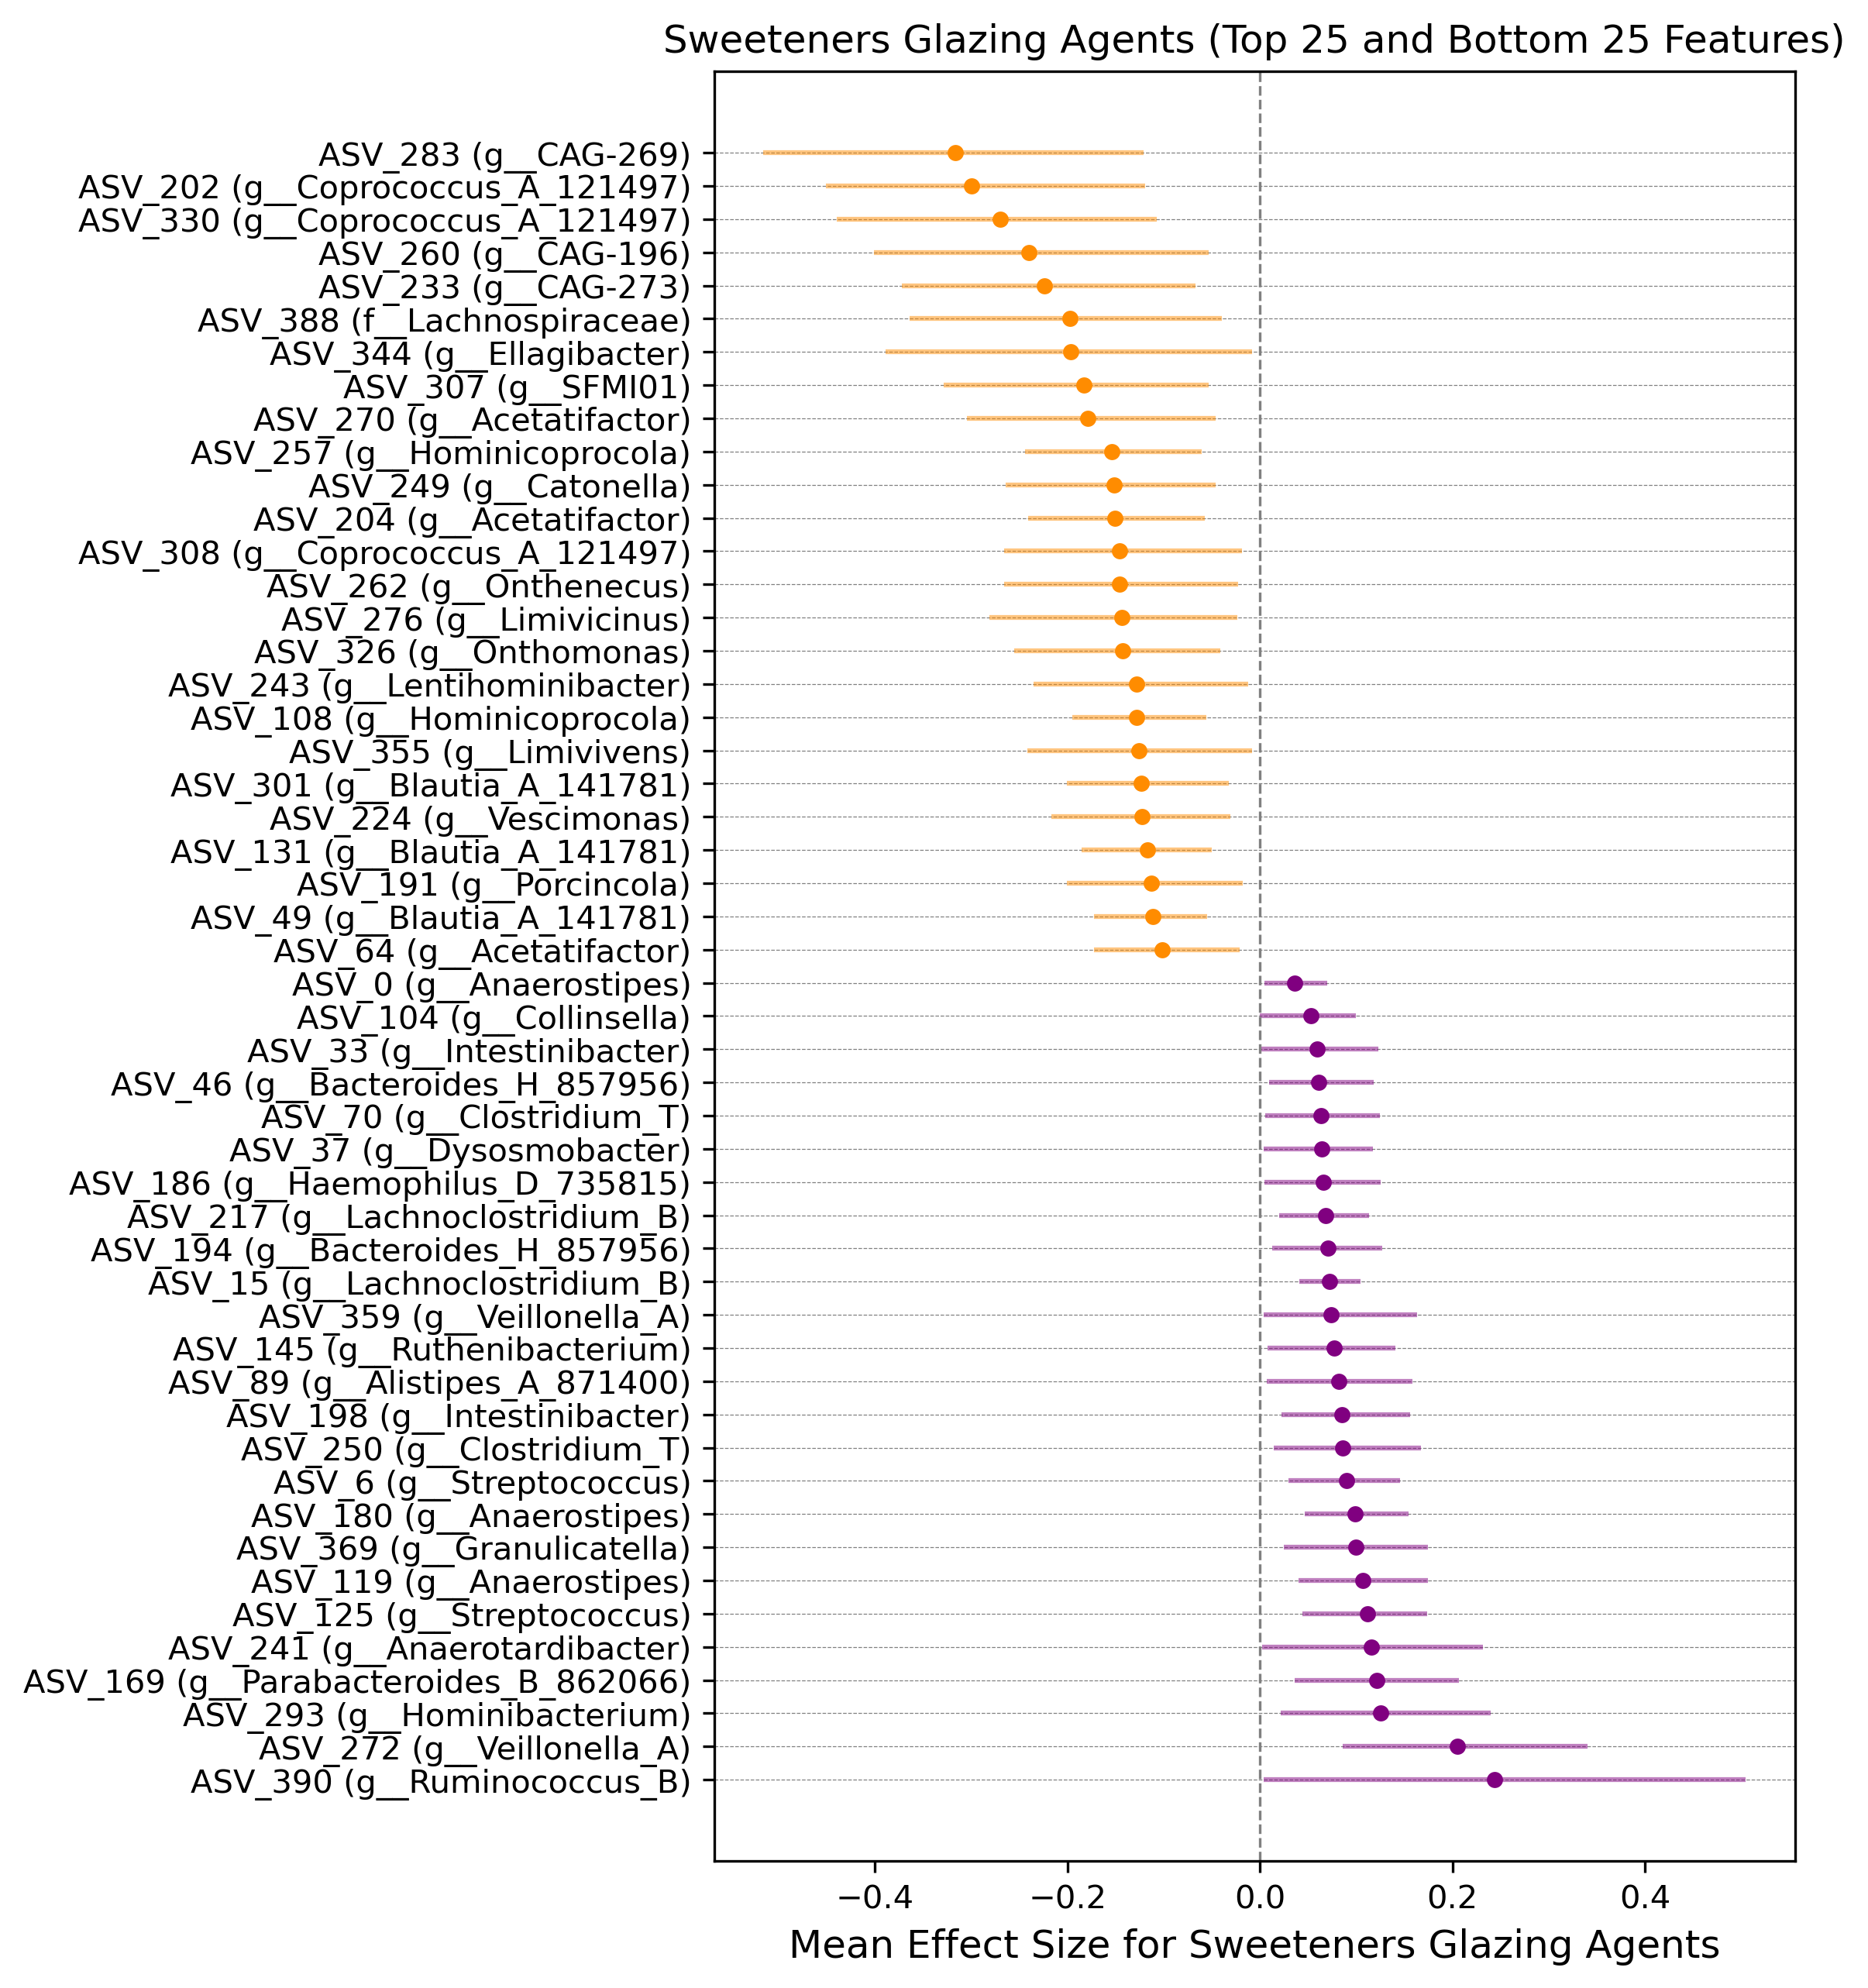 Sweeteners Glazing Agents (Top 25 and Bottom 25 Features)
ASV_283 (g__CAG-269)
ASV_202 (g__Coprococcus_A_121497)
ASV_330 (g__Coprococcus_A_121497)
ASV_260 (g__CAG-196)
ASV_233 (g__CAG-273)
ASV_388 (f__Lachnospiraceae)
ASV_344 (g__Ellagibacter)
ASV_307 (g__SFMI01)
ASV_270 (g__Acetatifactor)
ASV_257 (g__Hominicoprocola)
ASV_249 (g__Catonella)
ASV_204 (g__Acetatifactor)
ASV_308 (g__Coprococcus_A_121497)
ASV_262 (g__Onthenecus)
ASV_276 (g__Limivicinus)
ASV_326 (g__Onthomonas)
ASV_243 (g__Lentihominibacter)
ASV_108 (g__Hominicoprocola)
ASV_355 (g__Limivivens)
ASV_301 (g__Blautia_A_141781)
ASV_224 (g__Vescimonas)
ASV_131 (g__Blautia_A_141781)
ASV_191 (g__Porcincola)
ASV_49 (g__Blautia_A_141781)
ASV_64 (g__Acetatifactor)
ASV_0 (g__Anaerostipes)
ASV_104 (g__Collinsella)
ASV_33 (g__Intestinibacter)
ASV_46 (g__Bacteroides_H_857956)
ASV_70 (g__Clostridium_T)
ASV_37 (g__Dysosmobacter)
ASV_186 (g__Haemophilus_D_735815)
ASV_217 (g__Lachnoclostridium_B)
ASV_194 (g__Bacteroides_H_857956)
ASV_15 (g__Lachnoclostridium_B)
ASV_359 (g__Veillonella_A)
ASV_145 (g__Ruthenibacterium)
ASV_89 (g__Alistipes_A_871400)
ASV_198 (g__Intestinibacter)
ASV_250 (g__Clostridium_T)
ASV_6 (g__Streptococcus)
ASV_180 (g__Anaerostipes)
ASV_369 (g__Granulicatella)
ASV_119 (g__Anaerostipes)
ASV_125 (g__Streptococcus)
ASV_241 (g__Anaerotardibacter)
ASV_169 (g__Parabacteroides_B_862066)
ASV_293 (g__Hominibacterium)
ASV_272 (g__Veillonella_A)
ASV_390 (g__Ruminococcus_B)
−0.4 −0.2 0.0 0.2 0.4
Mean Effect Size for Sweeteners Glazing Agents